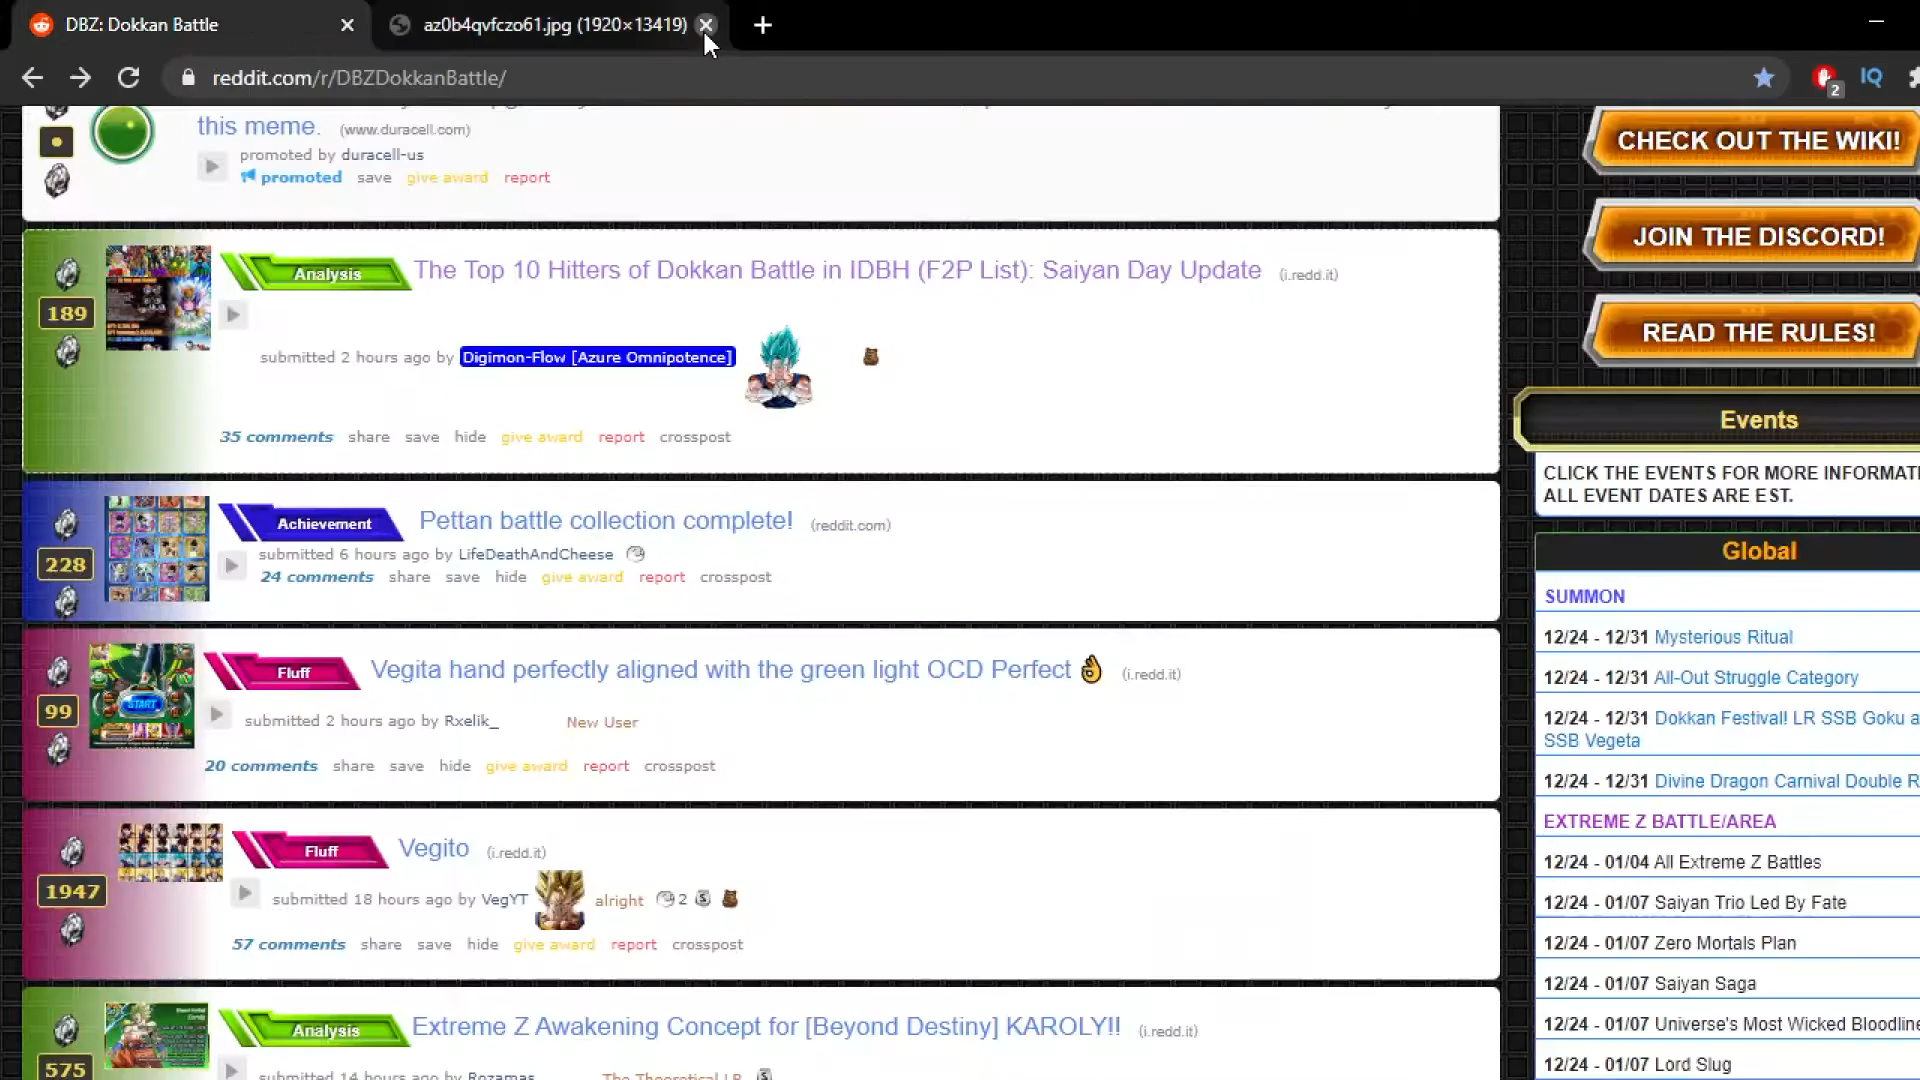 DBZ: Dokkan Battle
az0b4qvfczo61.jpg (1920×13419)
reddit.com/r/DBZDokkanBattle/
2
IQ
this meme. (www.duracell.com)
promoted by duracell-us
promoted save give award report
189
Analysis
The Top 10 Hitters of Dokkan Battle in IDBH (F2P List): Saiyan Day Update (i.redd.it)
submitted 2 hours ago by Digimon-Flow [Azure Omnipotence]
35 comments share save hide give award report crosspost
228
Achievement
Pettan battle collection complete! (reddit.com)
submitted 6 hours ago by LifeDeathAndCheese
24 comments share save hide give award report crosspost
99
START
Fluff
Vegita hand perfectly aligned with the green light OCD Perfect👌 (i.redd.it)
submitted 2 hours ago by Rxelik_ New User
20 comments share save hide give award report crosspost
1947
Fluff
Vegito (i.redd.it)
submitted 18 hours ago by VegYT alright 2
57 comments share save hide give award report crosspost
575
Analysis
Extreme Z Awakening Concept for [Beyond Destiny] KAROLY!! (i.redd.it)
submitted 14 hours ago by Rozamas The Theoretical LR
CHECK OUT THE WIKI!
JOIN THE DISCORD!
READ THE RULES!
Events
CLICK THE EVENTS FOR MORE INFORMATI
ALL EVENT DATES ARE EST.
Global
SUMMON
12/24 - 12/31 Mysterious Ritual
12/24 - 12/31 All-Out Struggle Category
12/24 - 12/31 Dokkan Festival! LR SSB Goku a
SSB Vegeta
12/24 - 12/31 Divine Dragon Carnival Double R
EXTREME Z BATTLE/AREA
12/24 - 01/04 All Extreme Z Battles
12/24 - 01/07 Saiyan Trio Led By Fate
12/24 - 01/07 Zero Mortals Plan
12/24 - 01/07 Saiyan Saga
12/24 - 01/07 Universe's Most Wicked Bloodline
12/24 - 01/07 Lord Slug